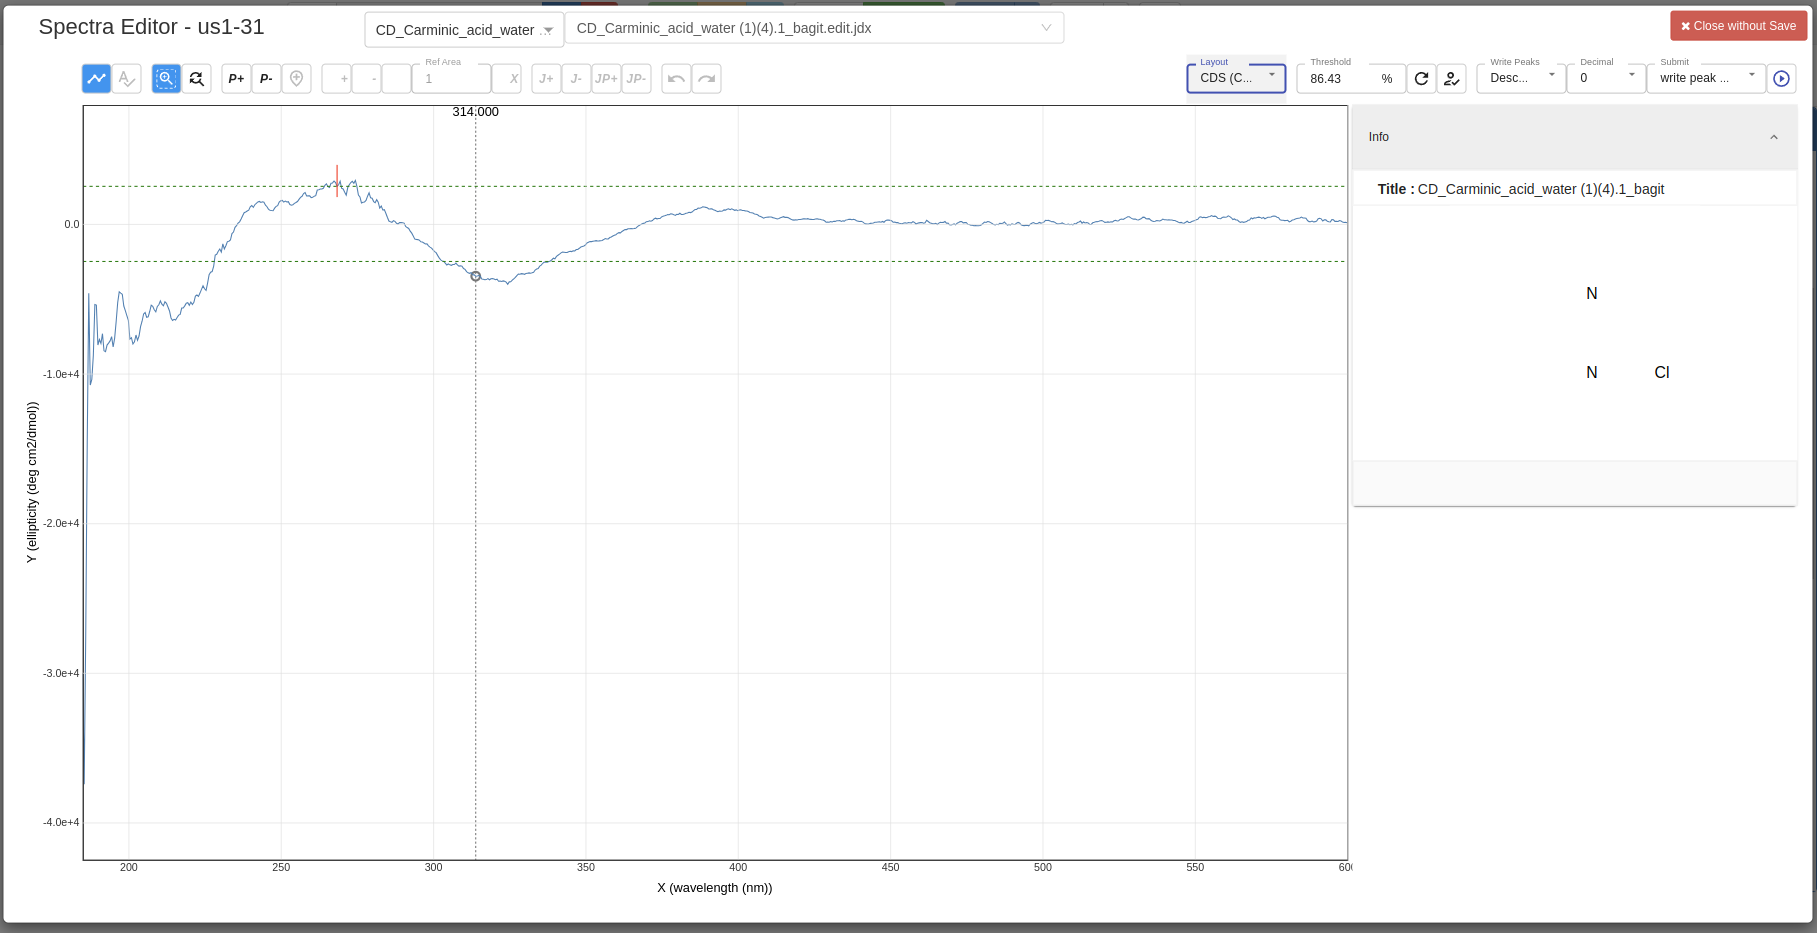 Spectra Editor - us1-31
CD_Carminic_acid_water ...
CD_Carminic_acid_water (1)(4).1_bagit.edit.jdx
✖ Close without Save
P+
P-
+
-
Ref Area
1
X
J+
J-
JP+
JP-
Layout
CDS (C...
Threshold
86.43
%
Write Peaks
Desc...
Decimal
0
Submit
write peak ...
314.000
0.0
-1.0e+4
-2.0e+4
-3.0e+4
-4.0e+4
Y (ellipticity (deg cm2/dmol))
200
250
300
350
400
450
500
550
60
X (wavelength (nm))
Info
Title : CD_Carminic_acid_water (1)(4).1_bagit
N
N Cl